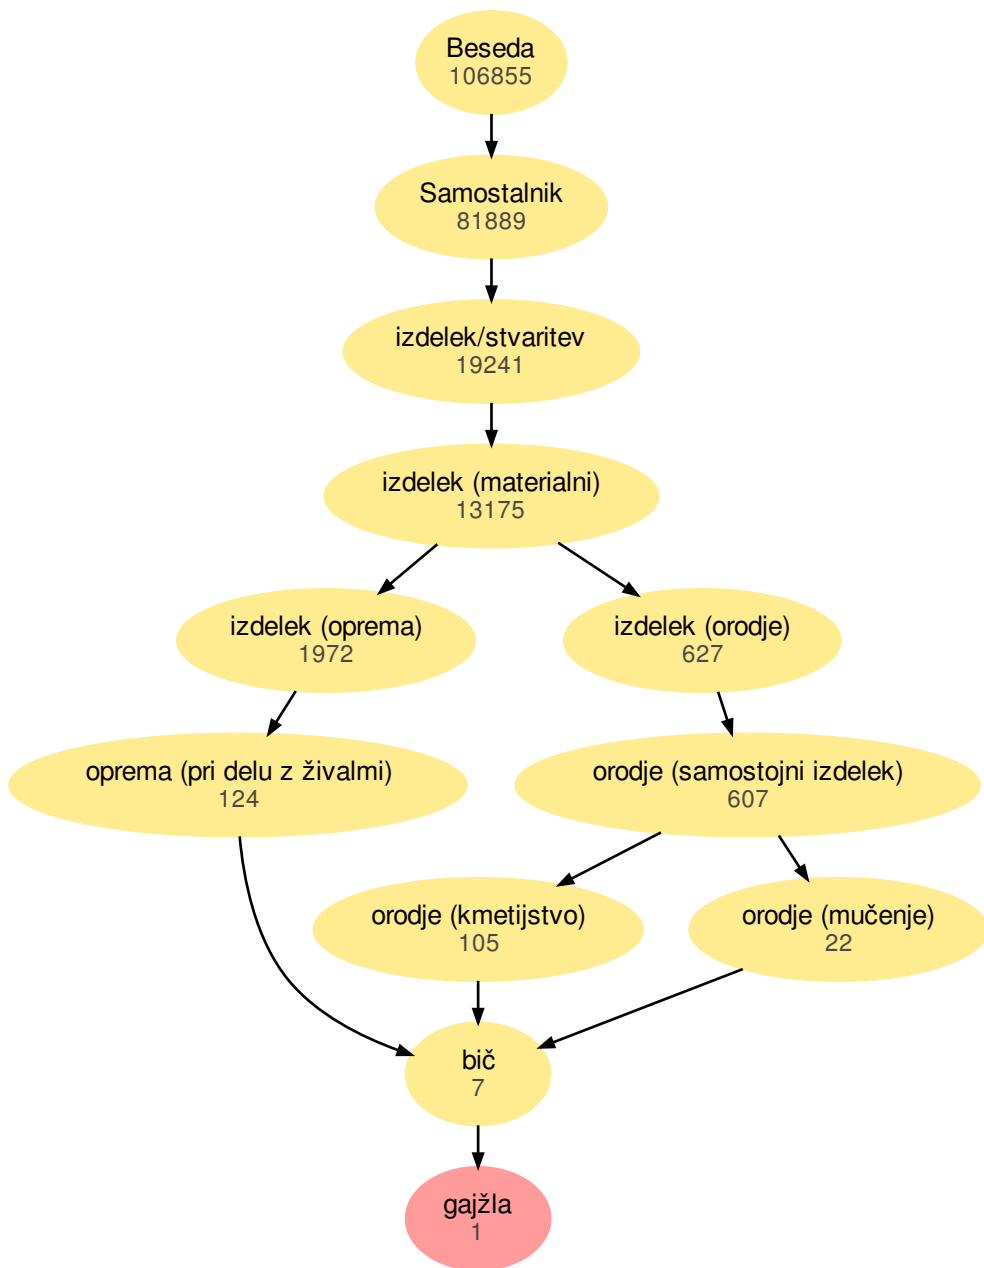 Beseda
106855
Samostalnik
81889
izdelek/stvaritev
19241
izdelek (materialni)
13175
izdelek (oprema)
1972
izdelek (orodje)
627
oprema (pri delu z živalmi)
124
orodje (samostojni izdelek)
607
orodje (kmetijstvo)
105
orodje (mučenje)
22
bič
7
gajžla
1